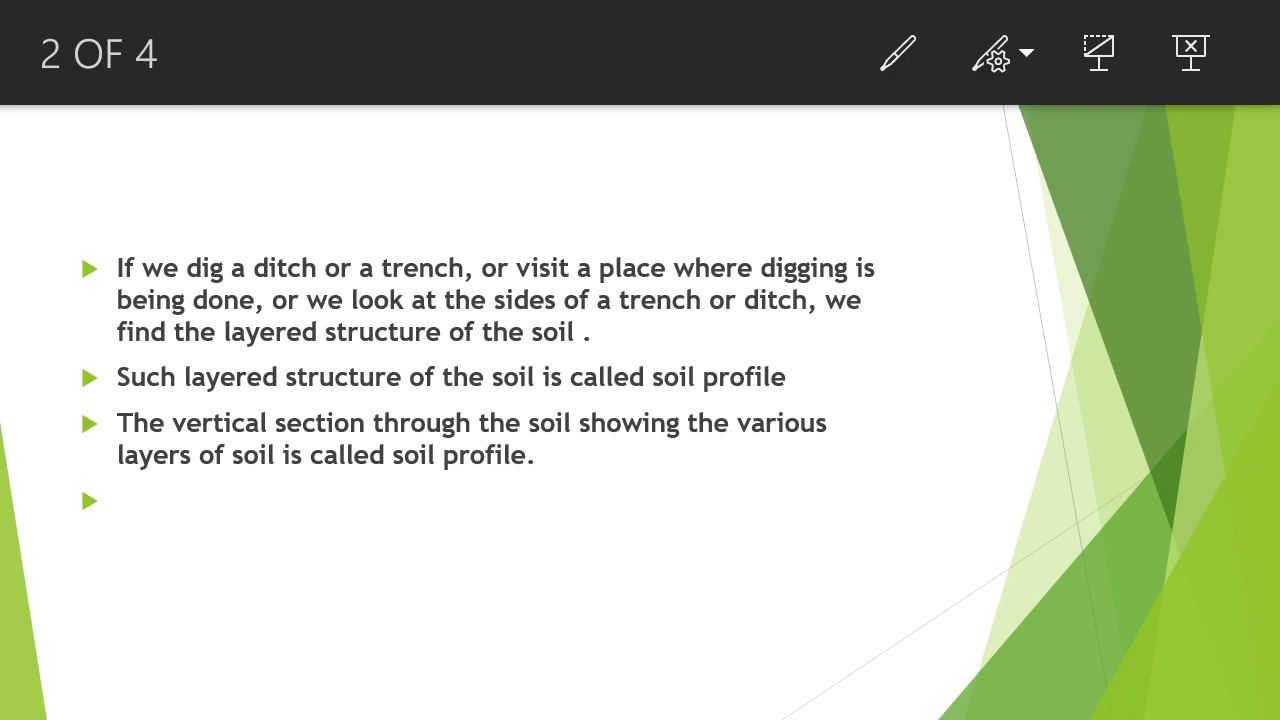 2 OF 4
If we dig a ditch or a trench, or visit a place where digging is
being done, or we look at the sides of a trench or ditch, we
find the layered structure of the soil .
Such layered structure of the soil is called soil profile
The vertical section through the soil showing the various
layers of soil is called soil profile.